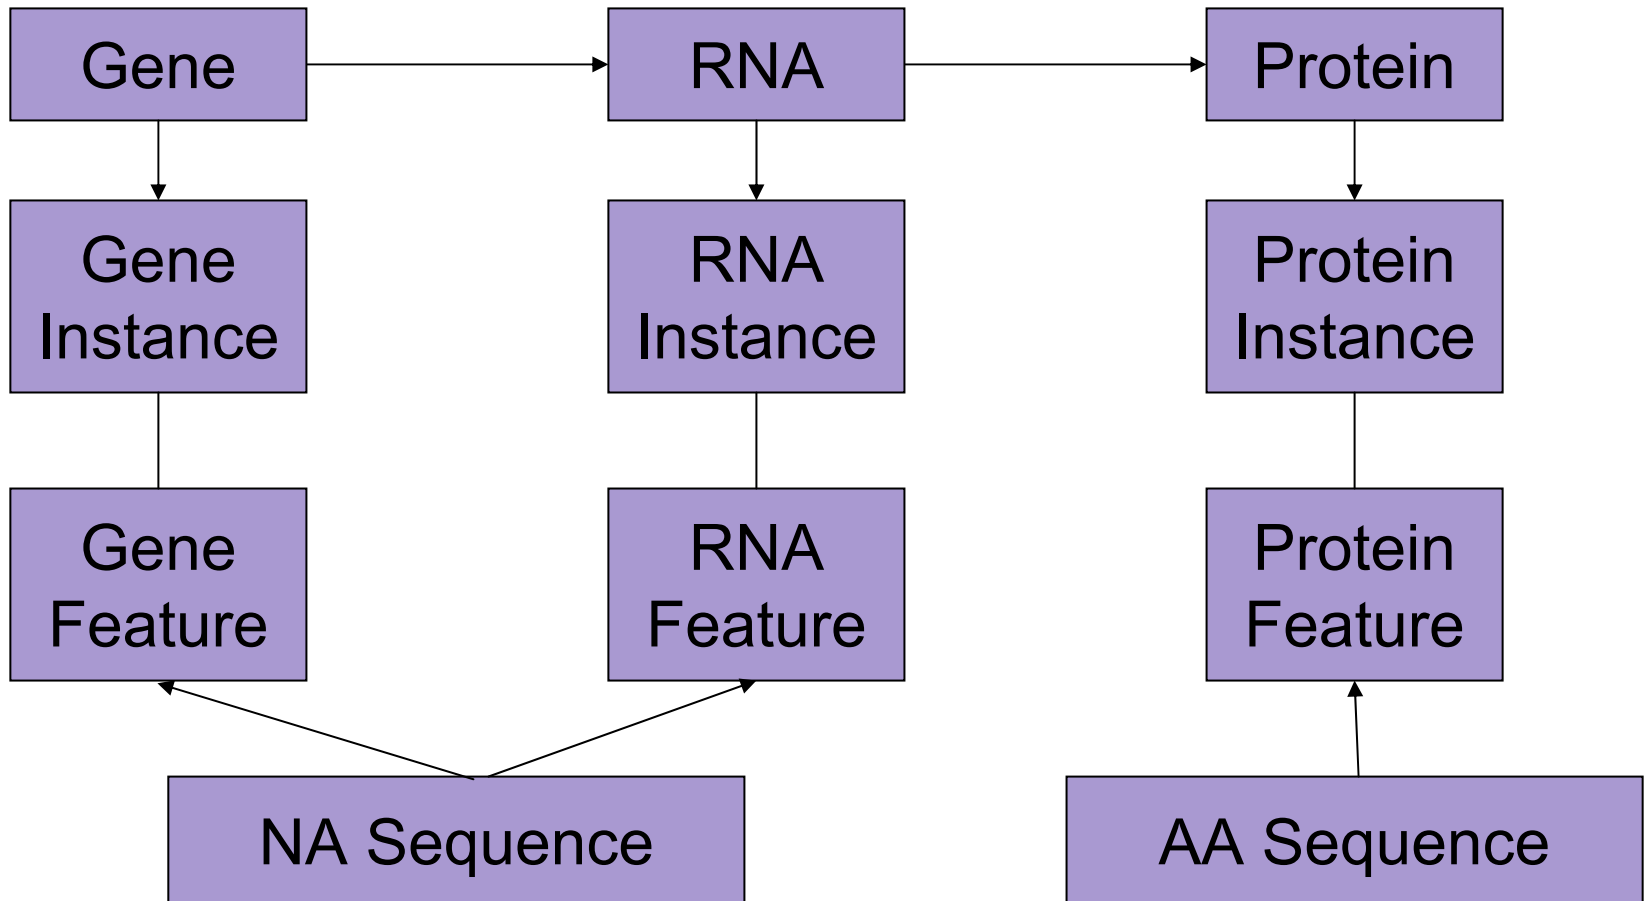 Gene
RNA
Protein
Gene
Instance
RNA
Instance
Protein
Instance
Gene
Feature
RNA
Feature
Protein
Feature
NA Sequence
AA Sequence